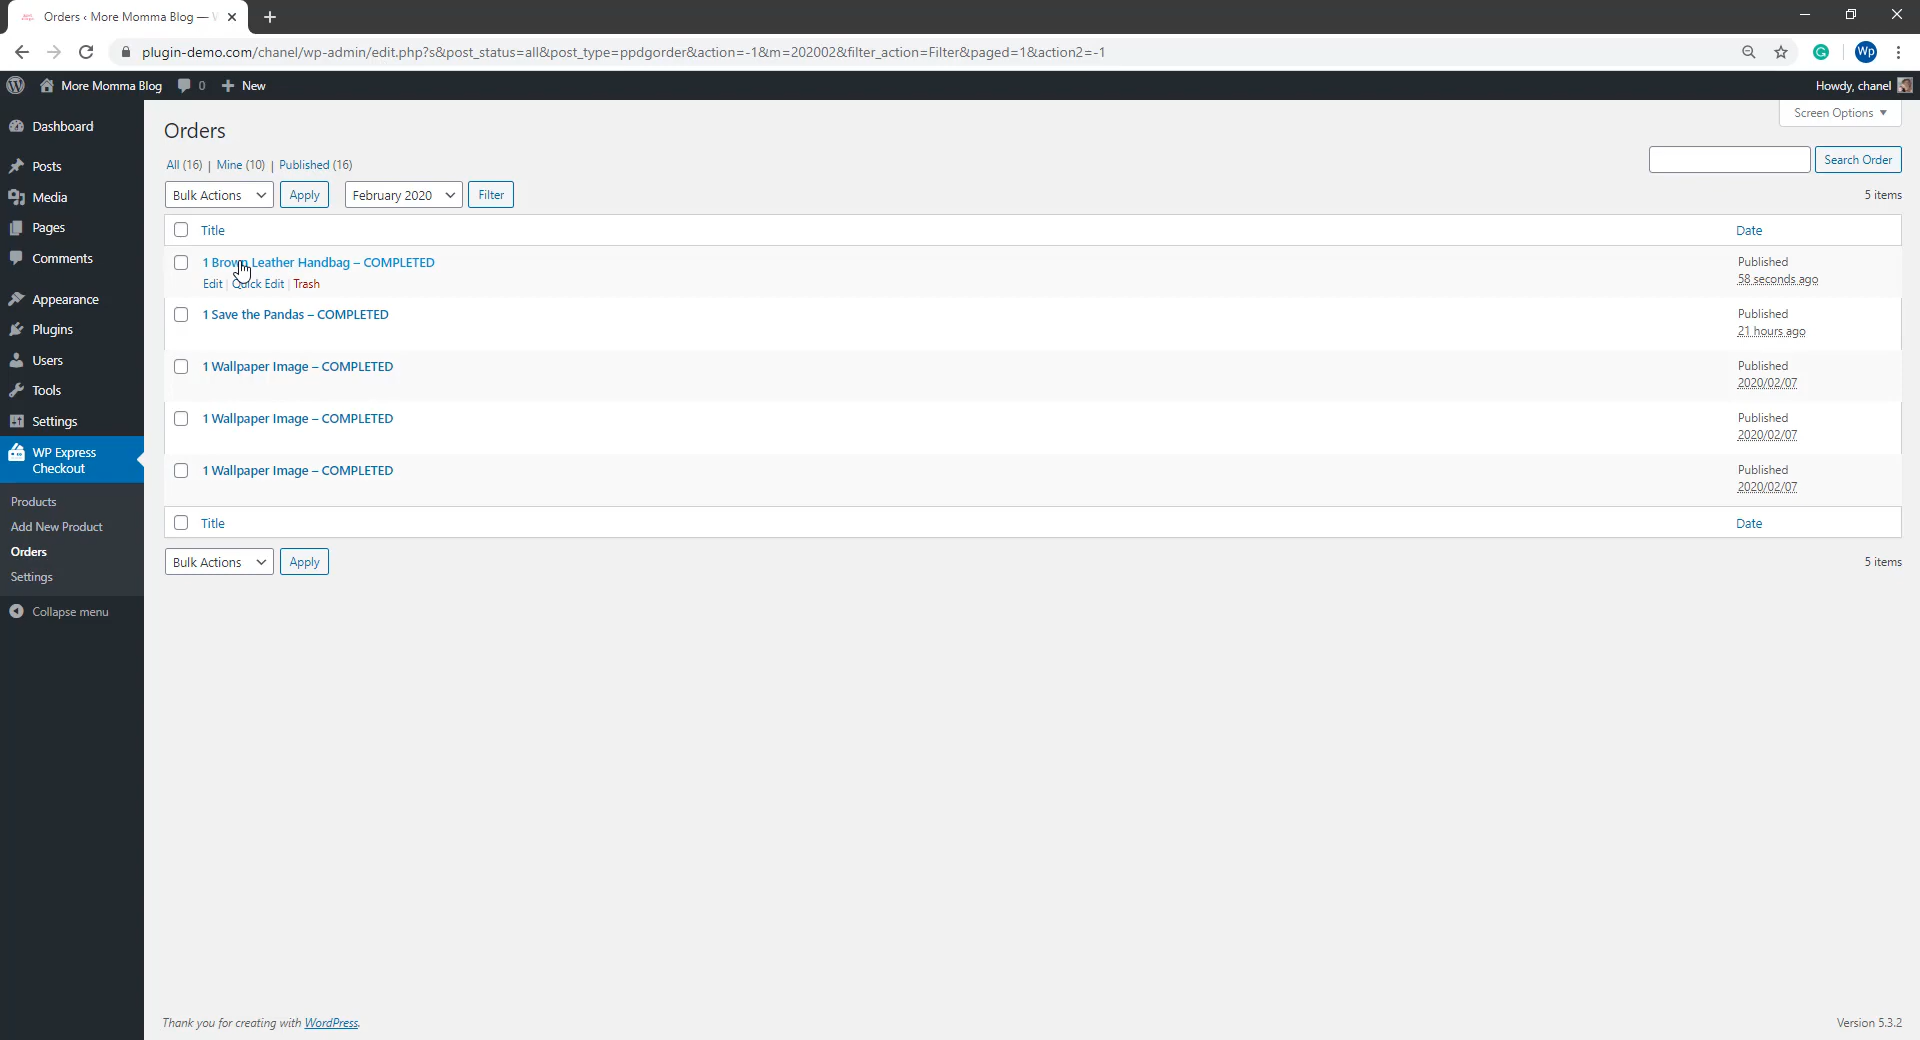 Orders ‹ More Momma Blog — W
plugin-demo.com/chanel/wp-admin/edit.php?s&post_status=all&post_type=ppdgorder&action=-1&m=202002&filter_action=Filter&paged=1&action2=-1
G
Wp
More Momma Blog 0 New
Howdy, chanel
Dashboard
Posts
Media
Pages
Comments
Appearance
Plugins
Users
Tools
Settings
WP Express
Checkout
Products
Add New Product
Orders
Settings
Collapse menu
Screen Options
Orders
All (16) | Mine (10) | Published (16)
Search Order
Bulk Actions Apply February 2020 Filter
5 items
Title Date
1 Brown Leather Handbag – COMPLETED
Edit | Quick Edit | Trash
Published
58 seconds ago
1 Save the Pandas – COMPLETED
Published
21 hours ago
1 Wallpaper Image – COMPLETED
Published
2020/02/07
1 Wallpaper Image – COMPLETED
Published
2020/02/07
1 Wallpaper Image – COMPLETED
Published
2020/02/07
Title Date
Bulk Actions Apply
5 items
Thank you for creating with WordPress.
Version 5.3.2